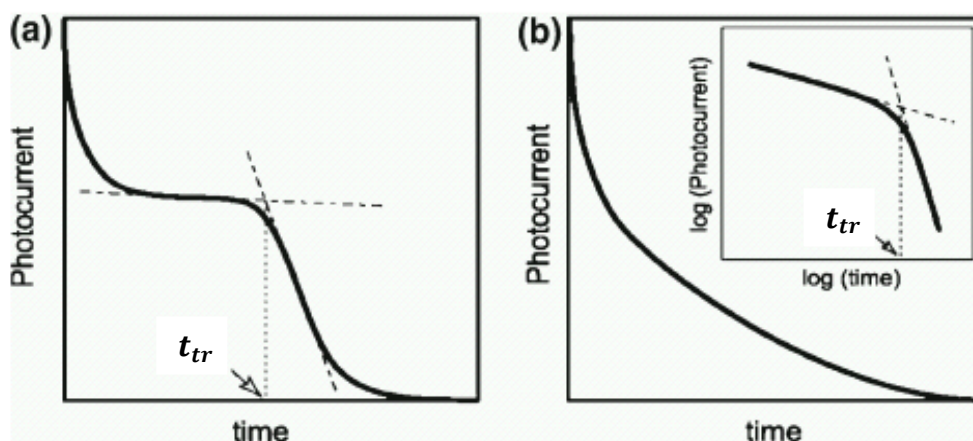 (a)
Photocurrent
t_tr
time
(b)
Photocurrent
time
log (Photocurrent)
t_tr
log (time)